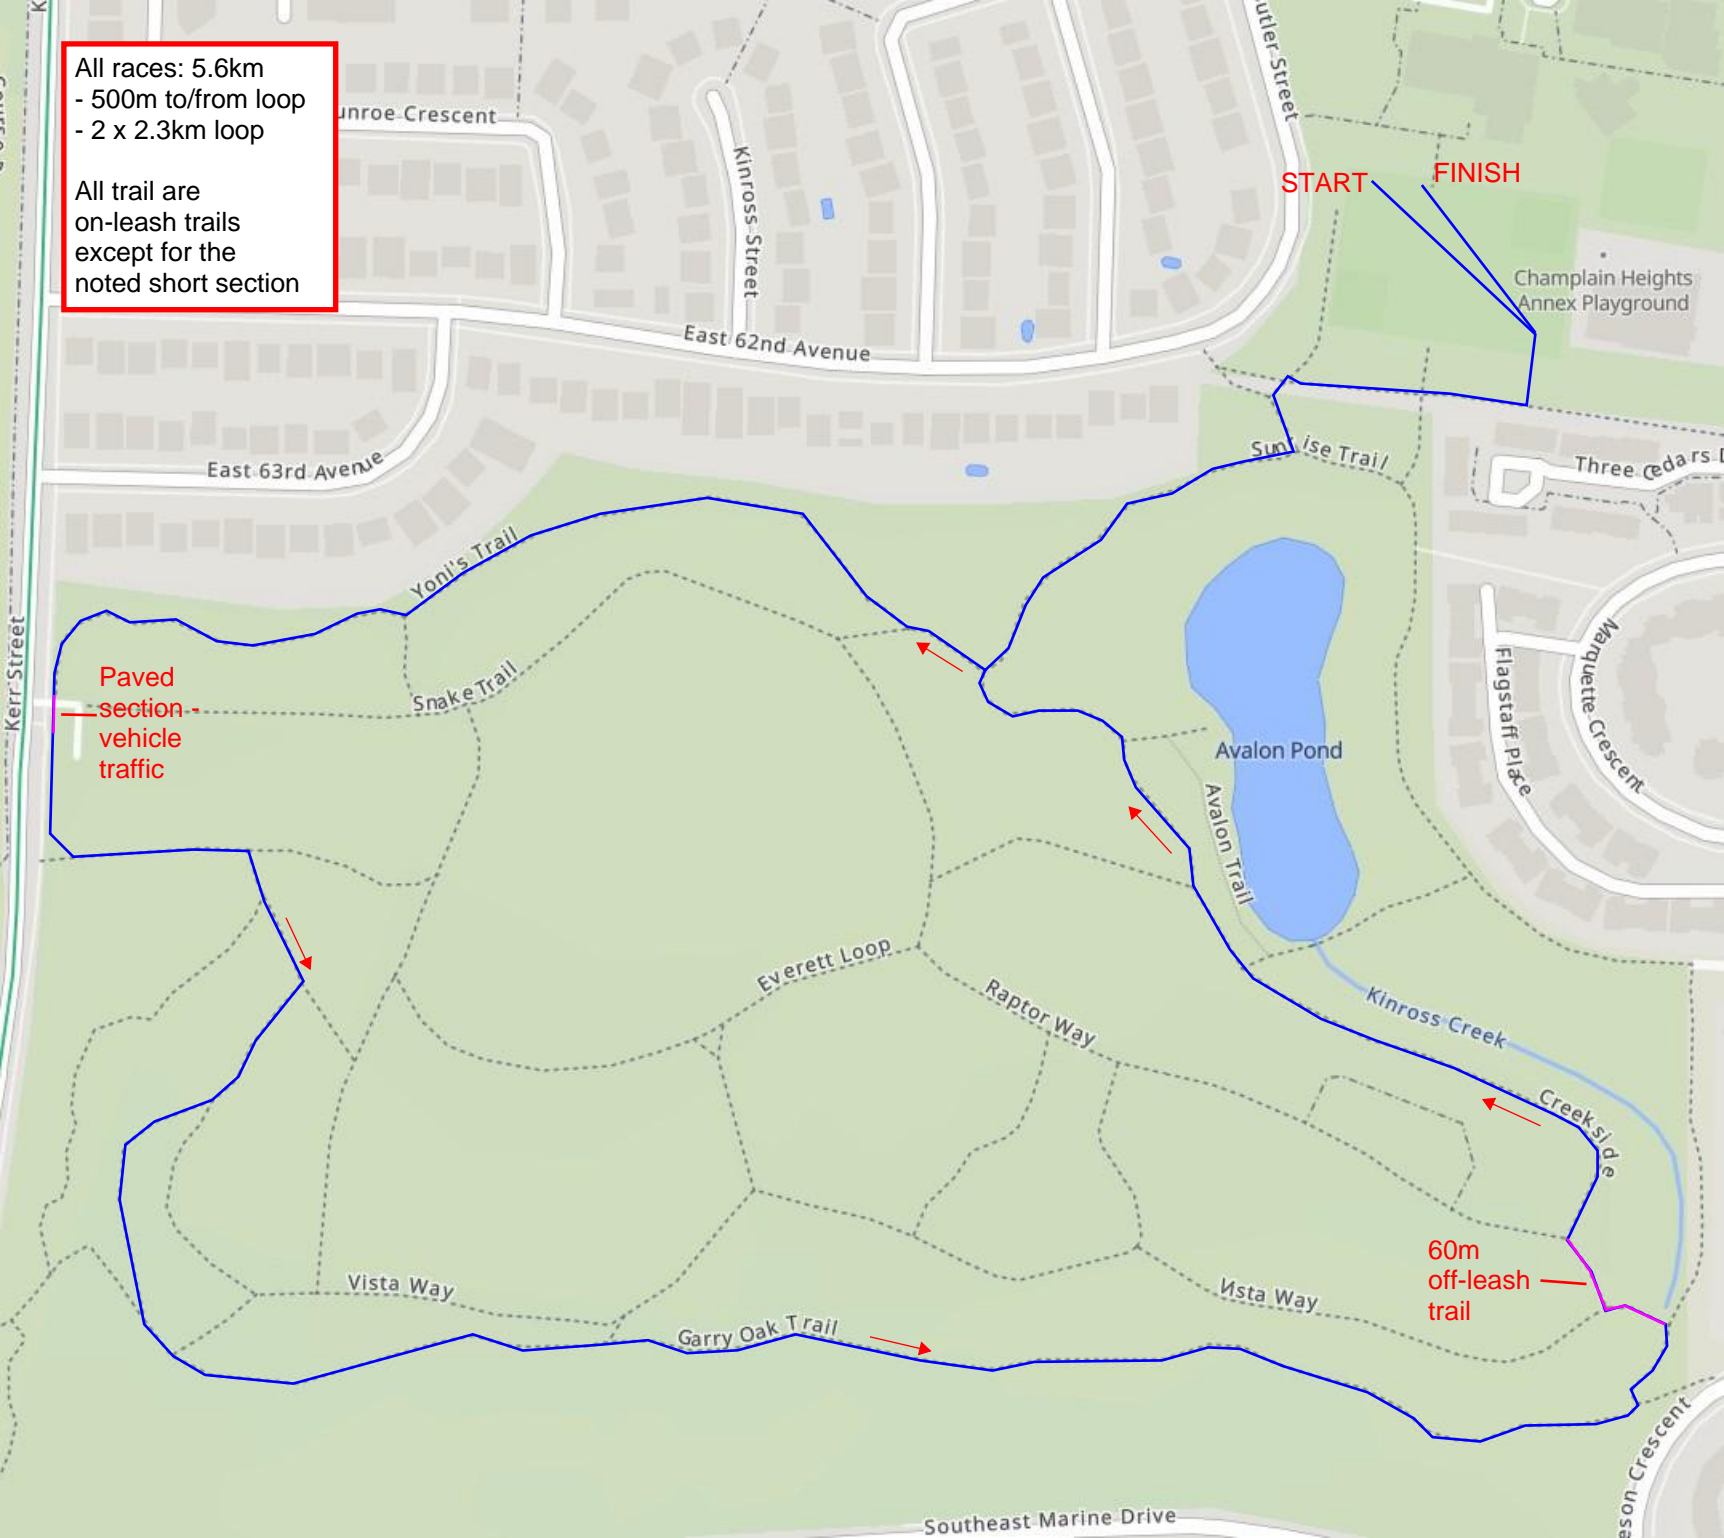 All races: 5.6km
- 500m to/from loop
- 2 x 2.3km loop
All trail are
on-leash trails
except for the
noted short section
unroe Crescent
Kinross Street
utler Street
START
FINISH
Champlain Heights
Annex Playground
East 62nd Avenue
East 63rd Avenue
Sunrise Trail
Three Cedars D
Yoni's Trail
Kerr Street
Paved
section -
vehicle
traffic
Snake Trail
Marquette Crescent
Flagstaff Place
Avalon Pond
Avalon Trail
Everett Loop
Raptor Way
Kinross Creek
Creekside
60m
off-leash
trail
Vista Way
Vista Way
Garry Oak Trail
eson Crescent
Southeast Marine Drive